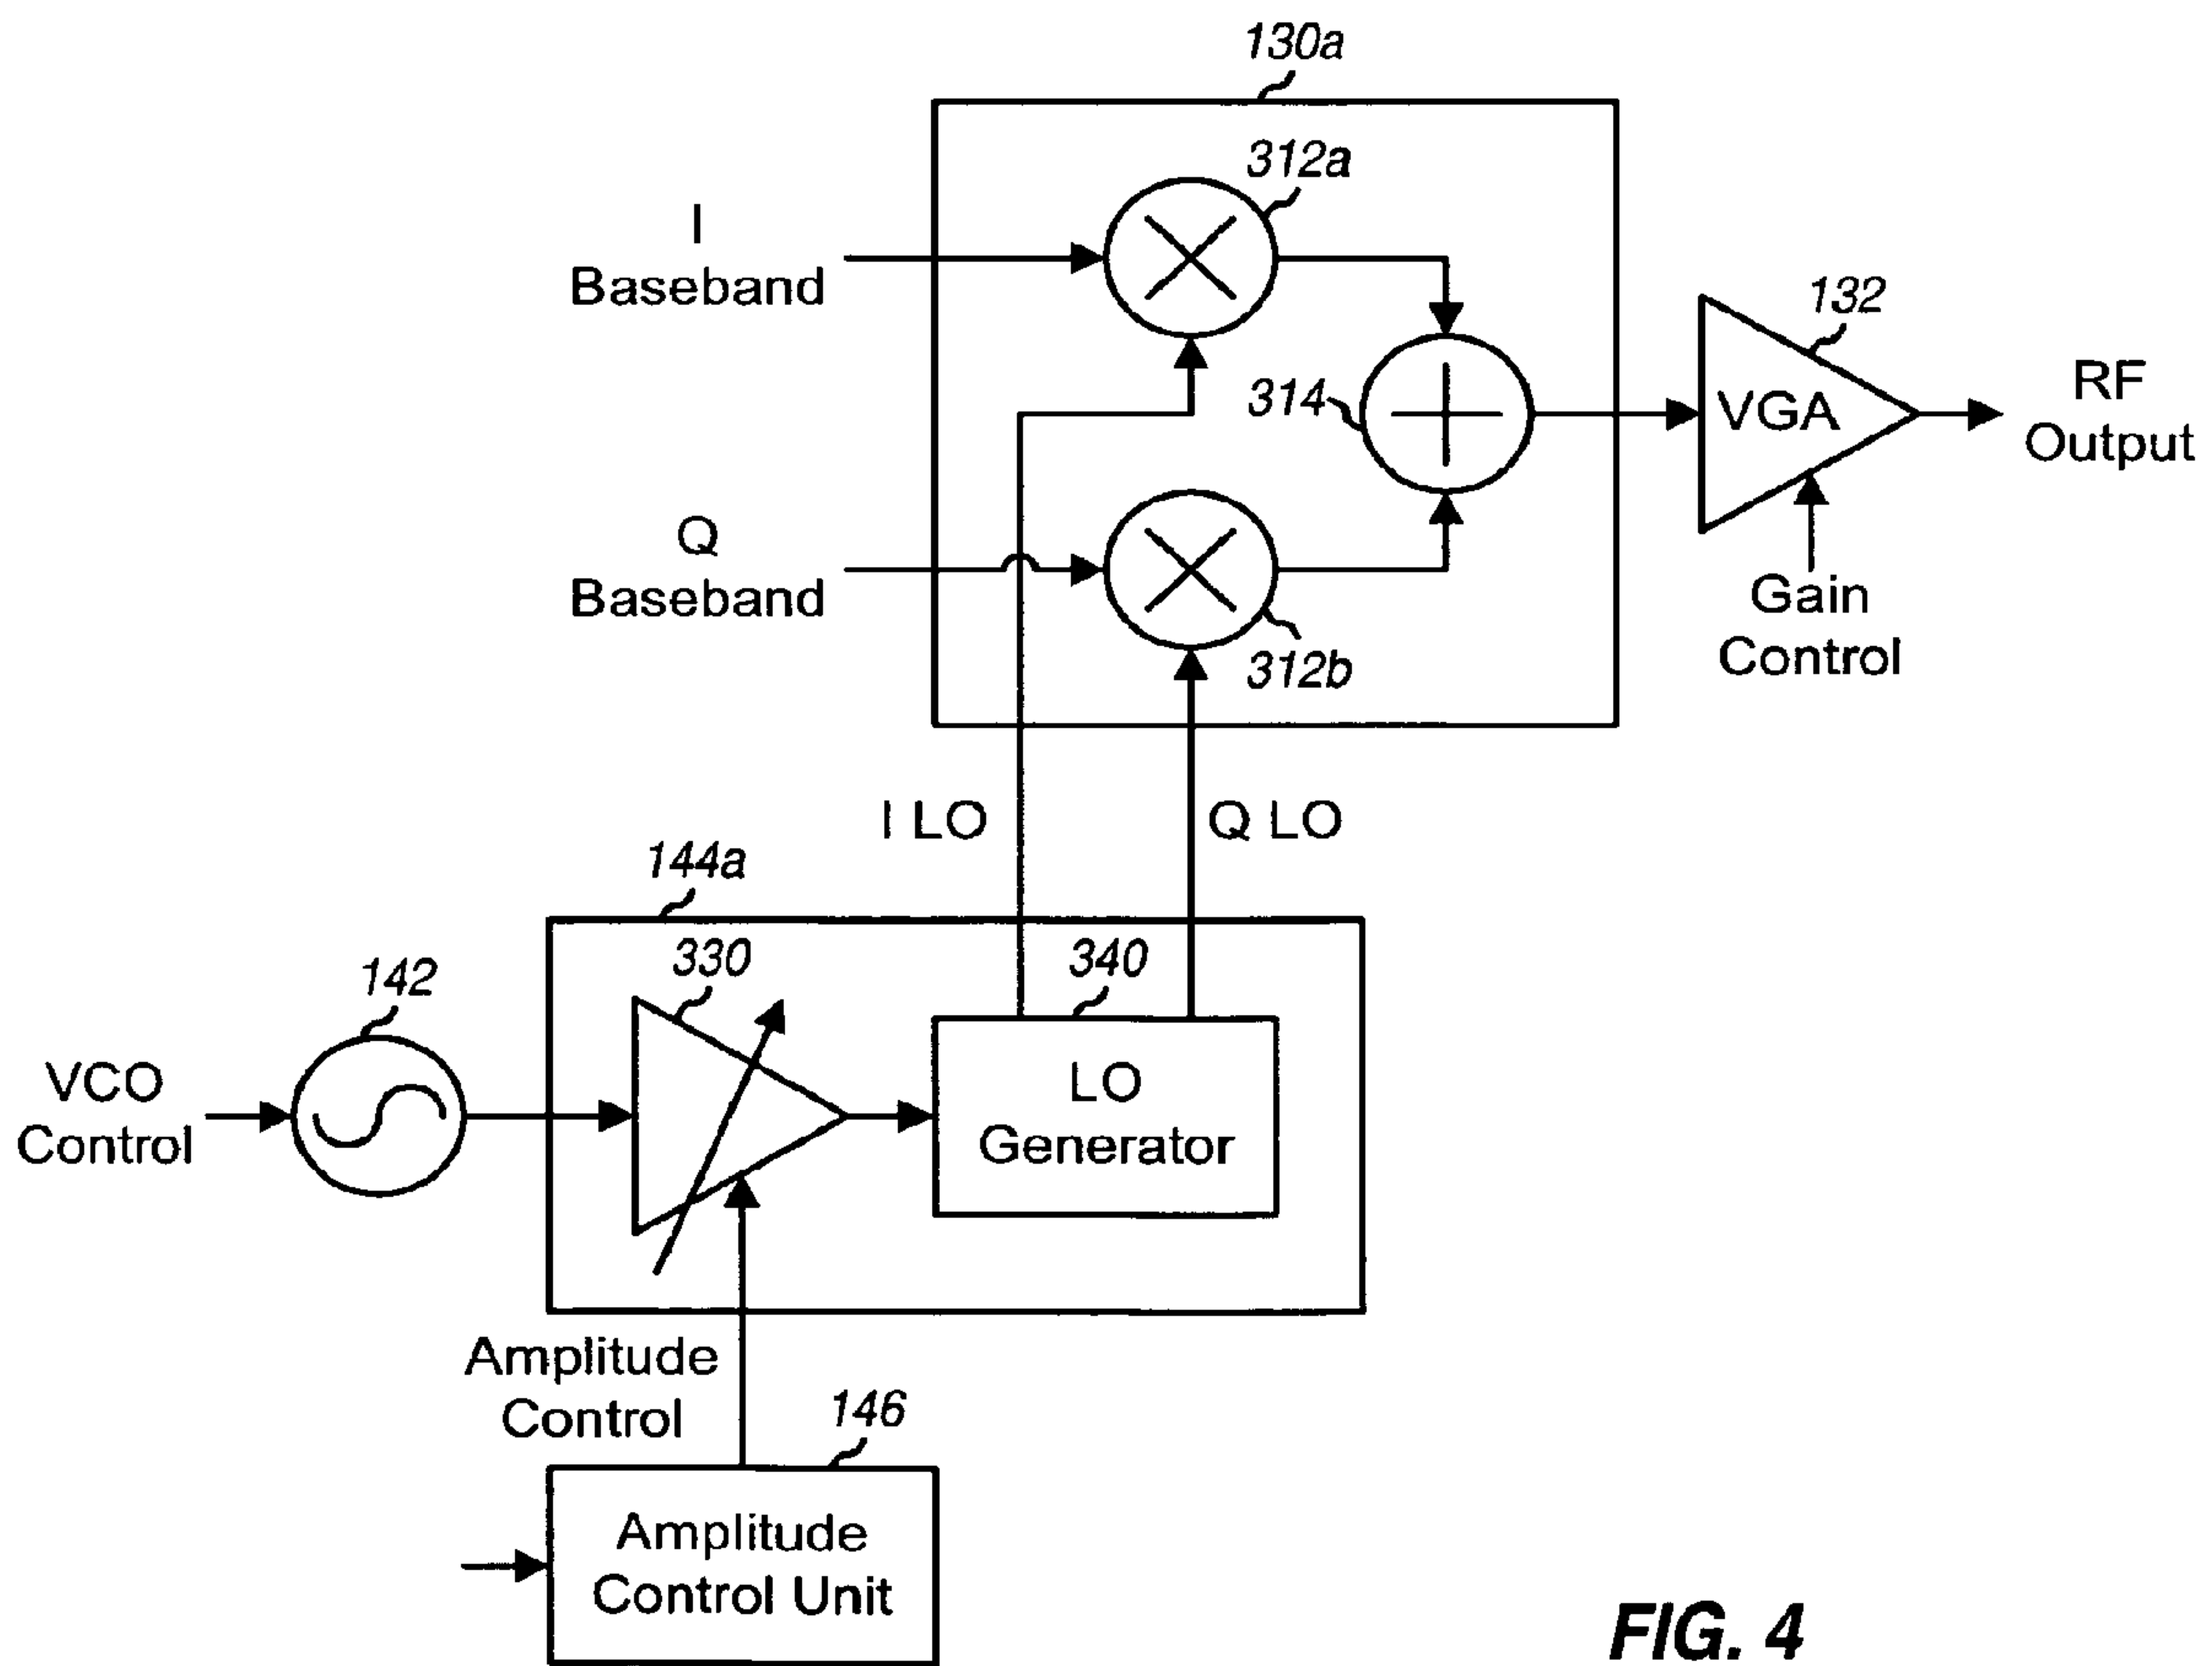 130a
312a
I
Baseband
132
314
VGA
RF
Output
Q
Baseband
Gain
Control
312b
I LO
Q LO
144a
330
340
142
VCO
Control
LO
Generator
Amplitude
Control
146
Amplitude
Control Unit
FIG. 4